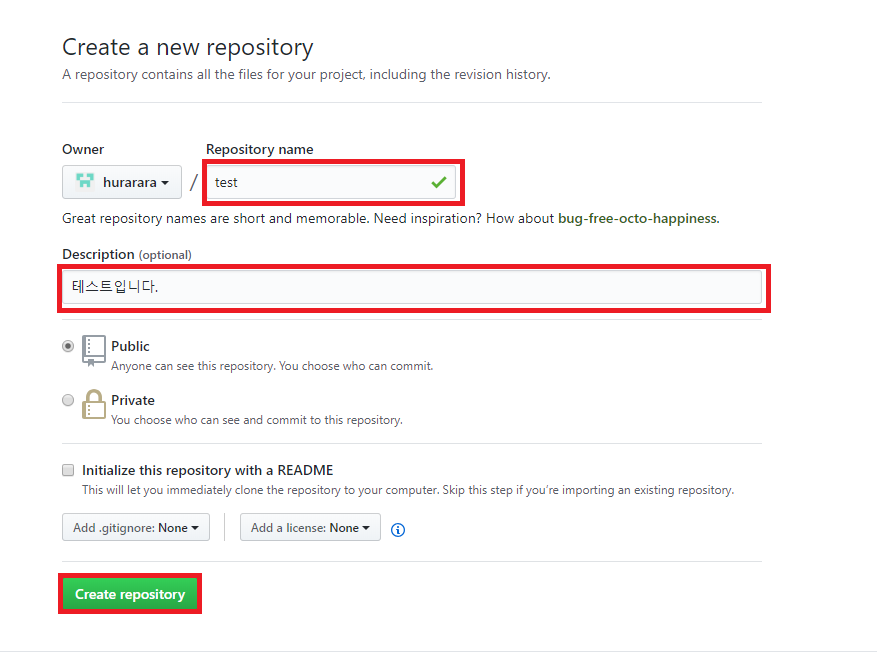 Create a new repository
A repository contains all the files for your project, including the revision history.
Owner Repository name
hurarara / test
Great repository names are short and memorable. Need inspiration? How about bug-free-octo-happiness.
Description (optional)
테스트입니다.
Public
Anyone can see this repository. You choose who can commit.
Private
You choose who can see and commit to this repository.
Initialize this repository with a README
This will let you immediately clone the repository to your computer. Skip this step if you're importing an existing repository.
Add .gitignore: None Add a license: None
Create repository